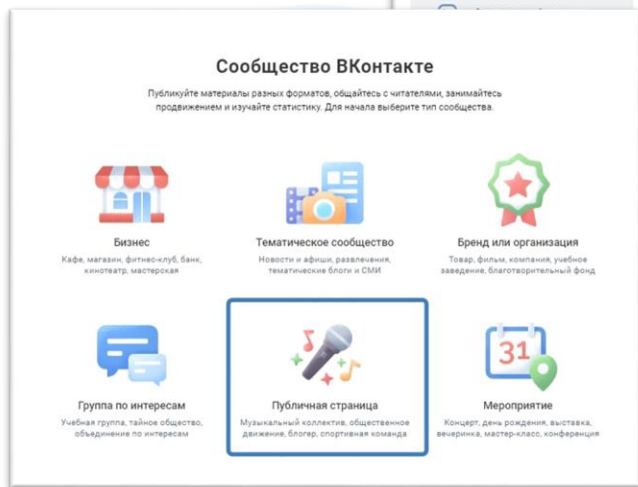 Сообщество ВКонтакте
Публикуйте материалы разных форматов, общайтесь с читателями, занимайтесь
продвижением и изучайте статистику. Для начала выберите тип сообщества.
Бизнес
Кафе, магазин, фитнес-клуб, банк,
кинотеатр, мастерская
Тематическое сообщество
Новости и афиши, развлечения,
тематические блоги и СМИ
Бренд или организация
Товар, фильм, компания, учебное
заведение, благотворительный фонд
Группа по интересам
Учебная группа, тайное общество,
объединение по интересам
Публичная страница
Музыкальный коллектив, общественное
движение, блогер, спортивная команда
31
Мероприятие
Концерт, день рождения, выставка,
вечеринка, мастер-класс, конференция